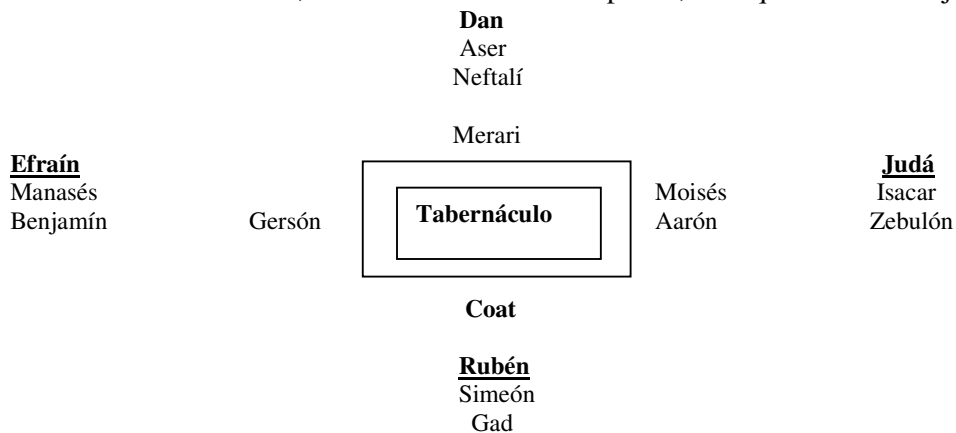 Dan
Aser
Neftalí
Merari
Efraín
Manasés
Benjamín
Gersón
Tabernáculo
Moisés
Aarón
Judá
Isacar
Zebulón
Coat
Rubén
Simeón
Gad